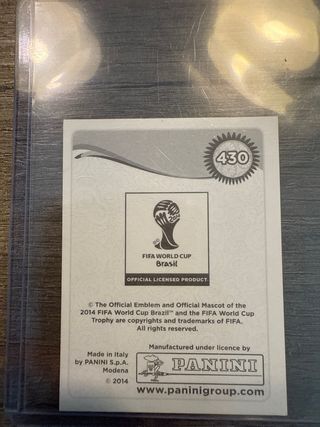 430
FIFA WORLD CUP
Brasil
OFFICIAL LICENSED PRODUCT
© The Official Emblem and Official Mascot of the
2014 FIFA World Cup Brazil™ and the FIFA World Cup
Trophy are copyrights and trademarks of FIFA.
All rights reserved.
Manufactured under licence by
Made in Italy
by PANINI S.p.A.
Modena
© 2014
PANINI
www.paninigroup.com